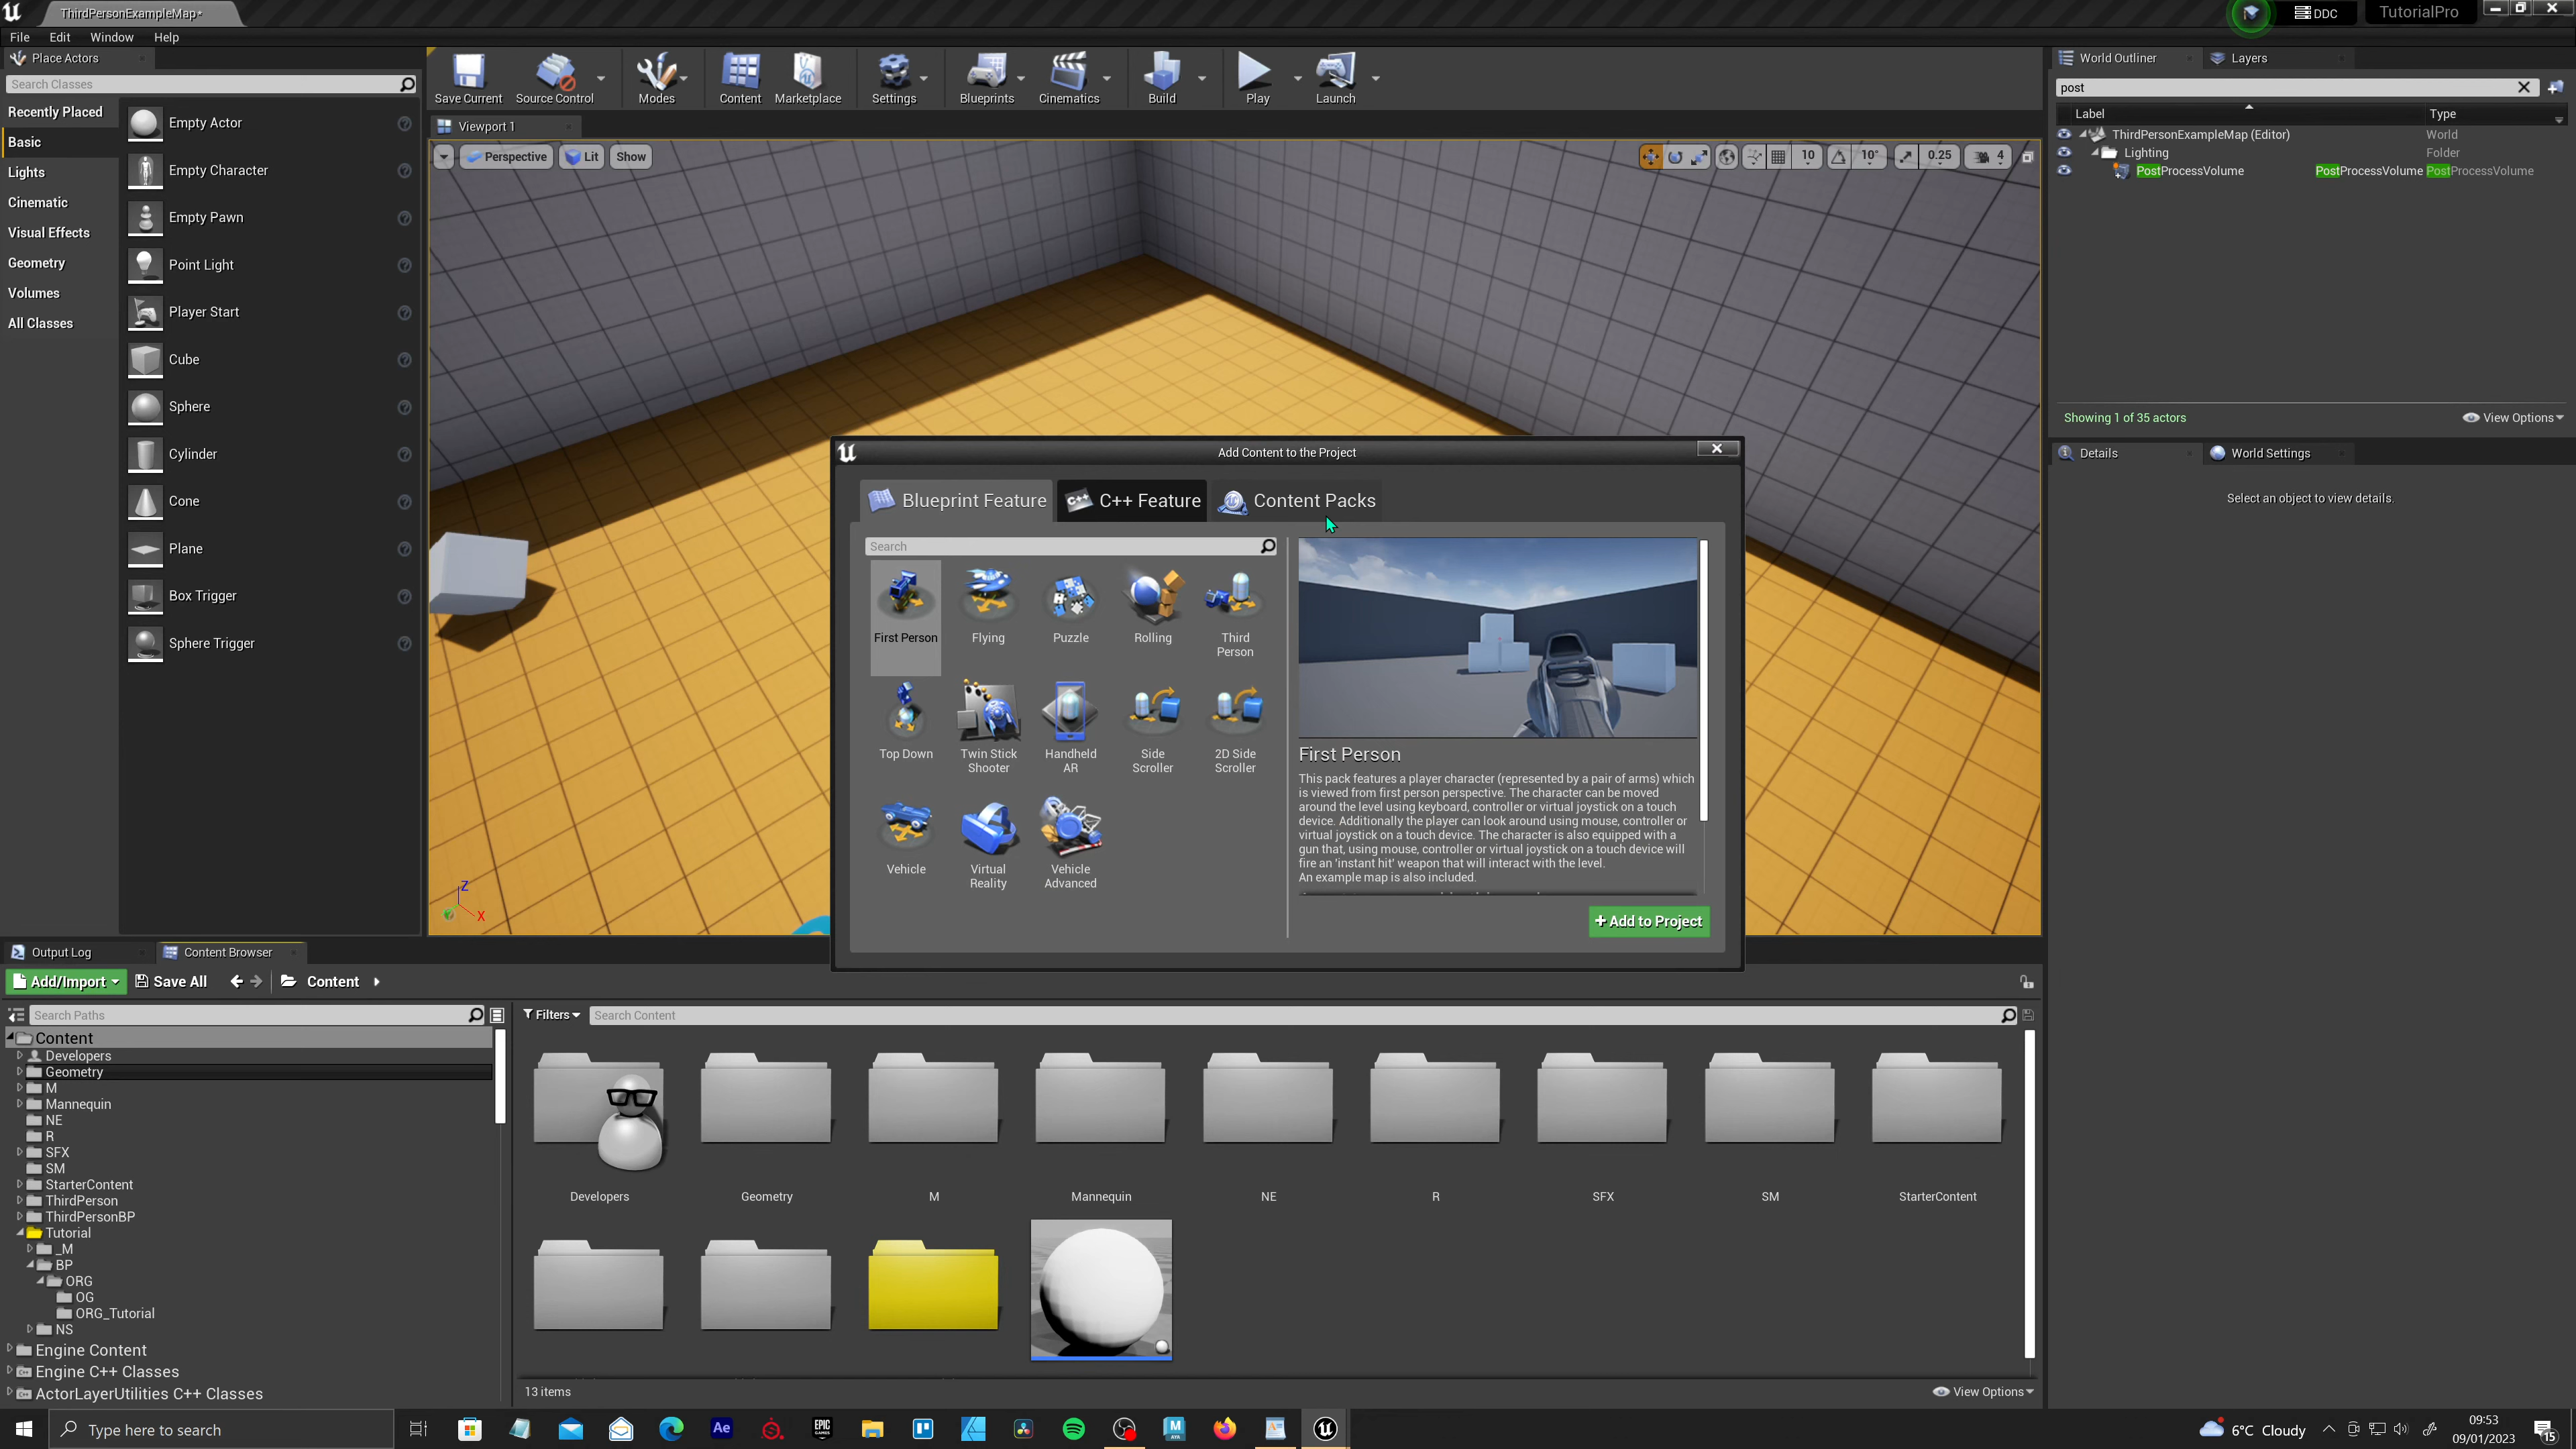 ThirdPersonExampleMap*
DDC
TutorialPro
File Edit Window Help
Place Actors
Search Classes
Recently Placed
Basic
Lights
Cinematic
Visual Effects
Geometry
Volumes
All Classes
Empty Actor
Empty Character
Empty Pawn
Point Light
Player Start
Cube
Sphere
Cylinder
Cone
Plane
Box Trigger
Sphere Trigger
Save Current
Source Control
Modes
Content
Marketplace
Settings
Blueprints
Cinematics
Build
Play
Launch
Viewport 1
Perspective
Lit
Show
10
10°
0.25
4
Z
X
World Outliner
Layers
post
Label Type
ThirdPersonExampleMap (Editor) World
Lighting Folder
PostProcessVolume PostProcessVolume PostProcessVolume
Showing 1 of 35 actors
View Options
Details
World Settings
Select an object to view details.
Add Content to the Project
Blueprint Feature
C++ Feature
Content Packs
Search
First Person
Flying
Puzzle
Rolling
Third
Person
Top Down
Twin Stick
Shooter
Handheld
AR
Side
Scroller
2D Side
Scroller
Vehicle
Virtual
Reality
Vehicle
Advanced
First Person
This pack features a player character (represented by a pair of arms) which
is viewed from first person perspective. The character can be moved
around the level using keyboard, controller or virtual joystick on a touch
device. Additionally the player can look around using mouse, controller or
virtual joystick on a touch device. The character is also equipped with a
gun that, using mouse, controller or virtual joystick on a touch device will
fire an 'instant hit' weapon that will interact with the level.
An example map is also included.
+ Add to Project
Output Log
Content Browser
Add/Import
Save All
Content
Search Paths
Content
Developers
Geometry
M
Mannequin
NE
R
SFX
SM
StarterContent
ThirdPerson
ThirdPersonBP
Tutorial
_M
BP
ORG
OG
ORG_Tutorial
NS
Engine Content
Engine C++ Classes
ActorLayerUtilities C++ Classes
Filters
Search Content
Developers
Geometry
M
Mannequin
NE
R
SFX
SM
StarterContent
13 items
View Options
Type here to search
Ae
EPIC
GAMES
M
6°C Cloudy
09:53
09/01/2023
15